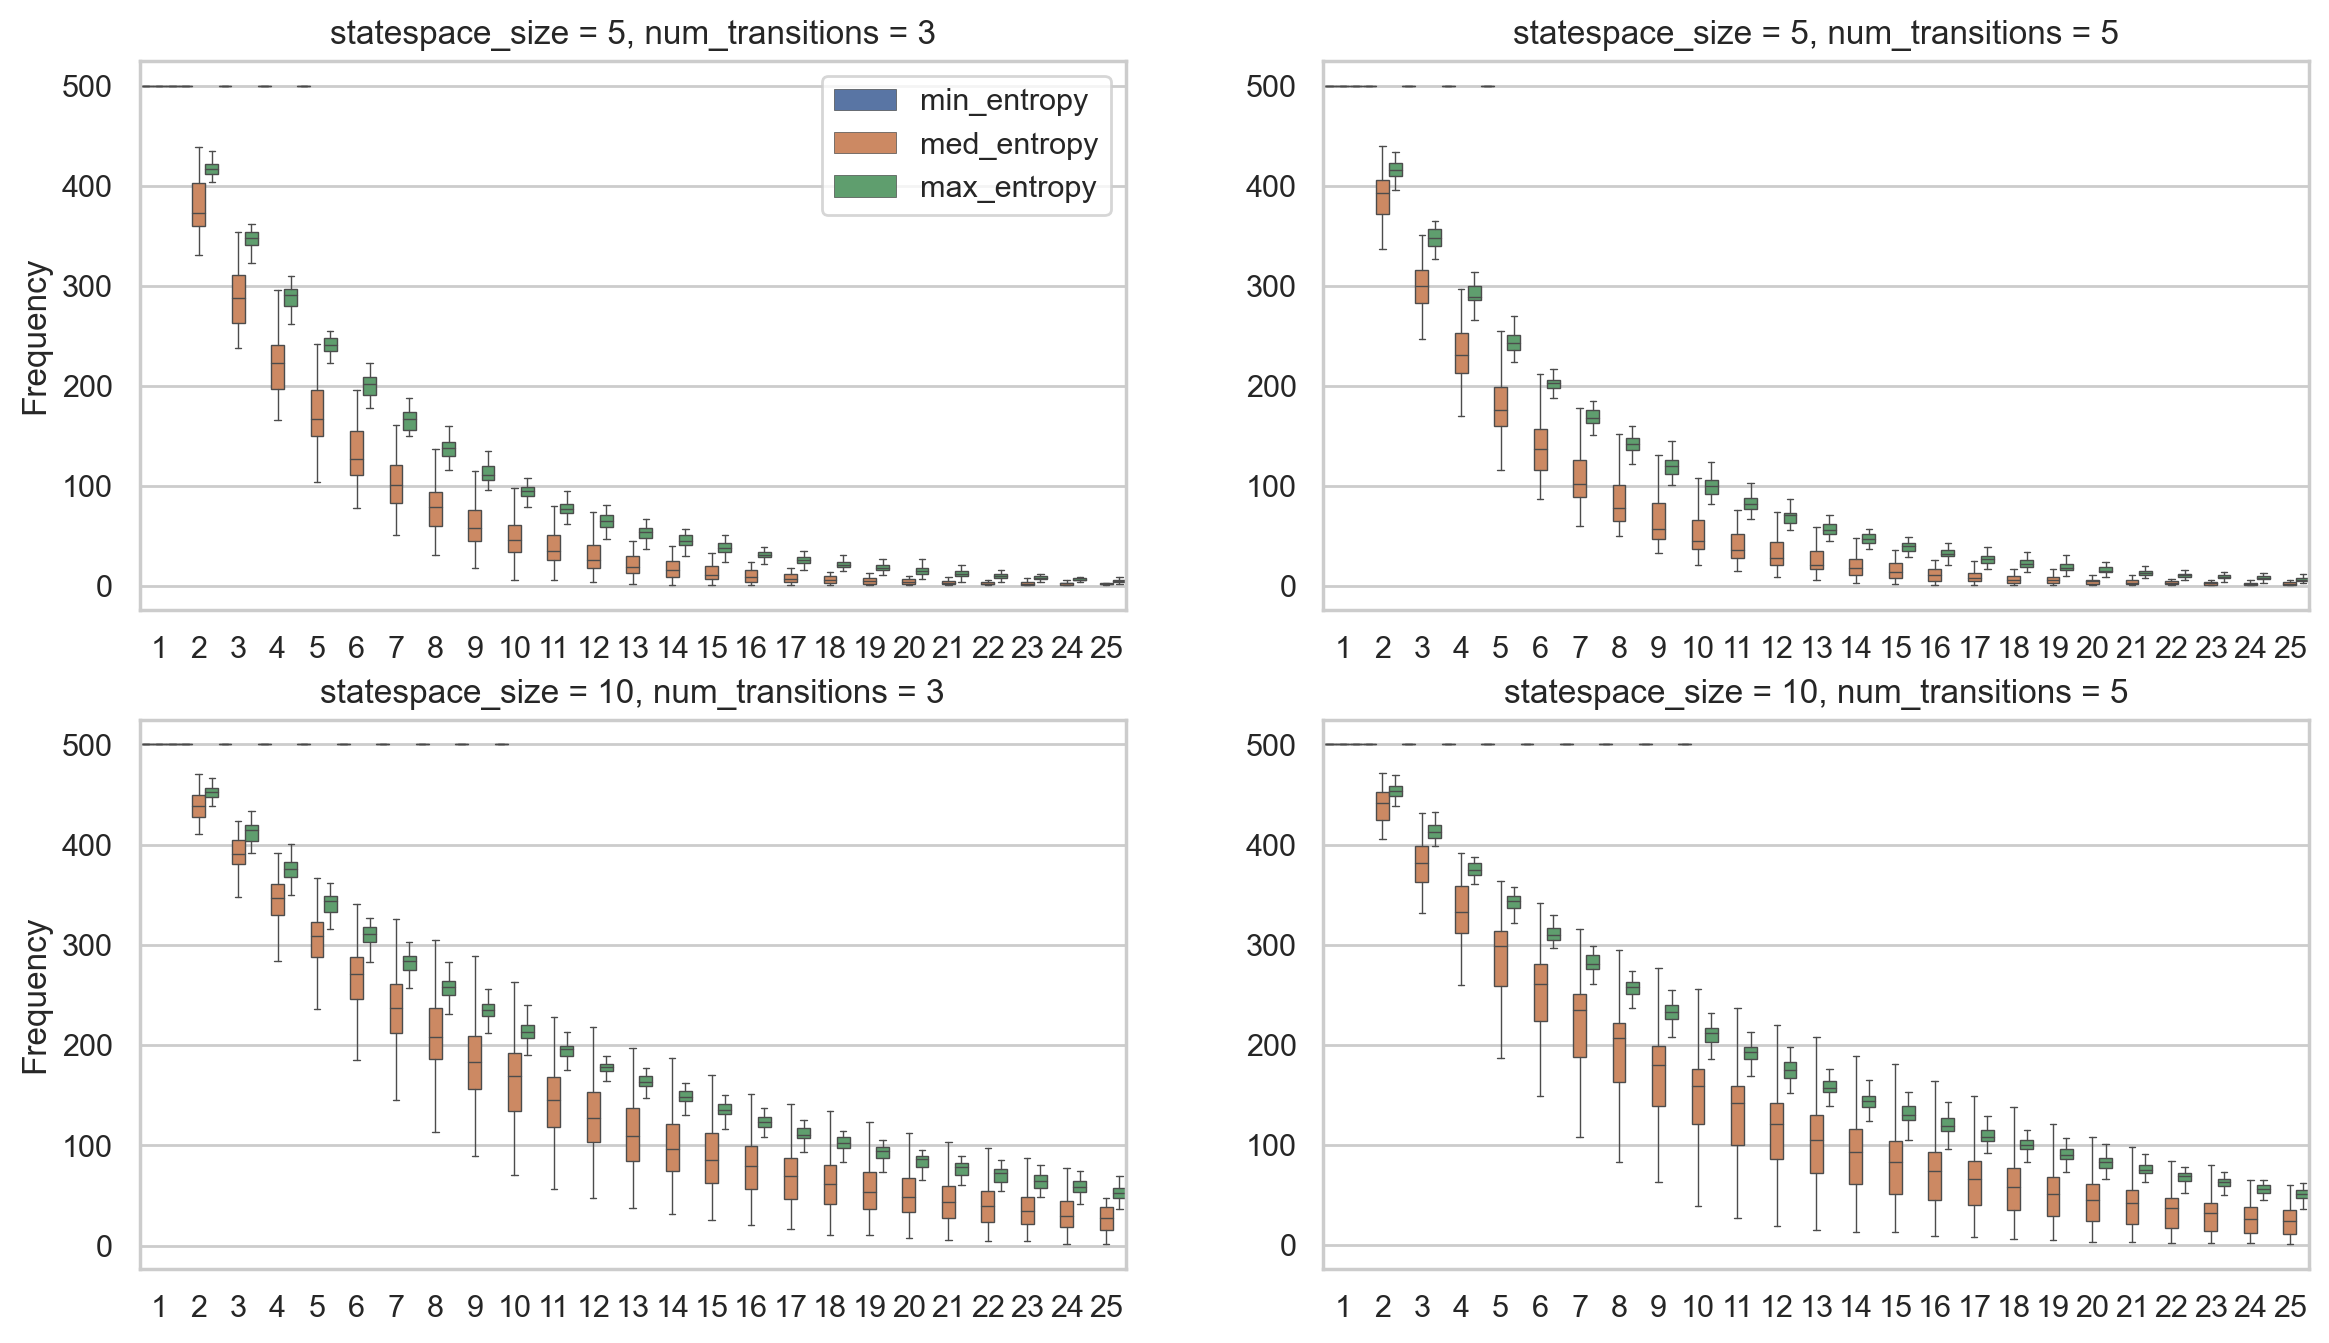 statespace_size = 5, num_transitions = 3
500
400
300
200
100
0
Frequency
min_entropy
med_entropy
max_entropy
1 2 3 4 5 6 7 8 9 10 11 12 13 14 15 16 17 18 19 20 21 22 23 24 25
statespace_size = 5, num_transitions = 5
500
400
300
200
100
0
1 2 3 4 5 6 7 8 9 10 11 12 13 14 15 16 17 18 19 20 21 22 23 24 25
statespace_size = 10, num_transitions = 3
500
400
300
200
100
0
Frequency
1 2 3 4 5 6 7 8 9 10 11 12 13 14 15 16 17 18 19 20 21 22 23 24 25
statespace_size = 10, num_transitions = 5
500
400
300
200
100
0
1 2 3 4 5 6 7 8 9 10 11 12 13 14 15 16 17 18 19 20 21 22 23 24 25